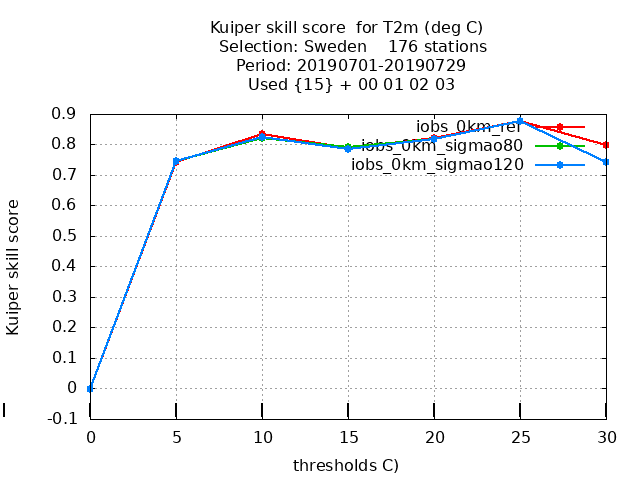 Kuiper skill score  for T2m (deg C)
Selection: Sweden    176 stations
Period: 20190701-20190729
Used {15} + 00 01 02 03
iobs_0km_ref
iobs_0km_sigmao80
iobs_0km_sigmao120
Kuiper skill score
0.9
0.8
0.7
0.6
0.5
0.4
0.3
0.2
0.1
0
-0.1
0 5 10 15 20 25 30
thresholds C)